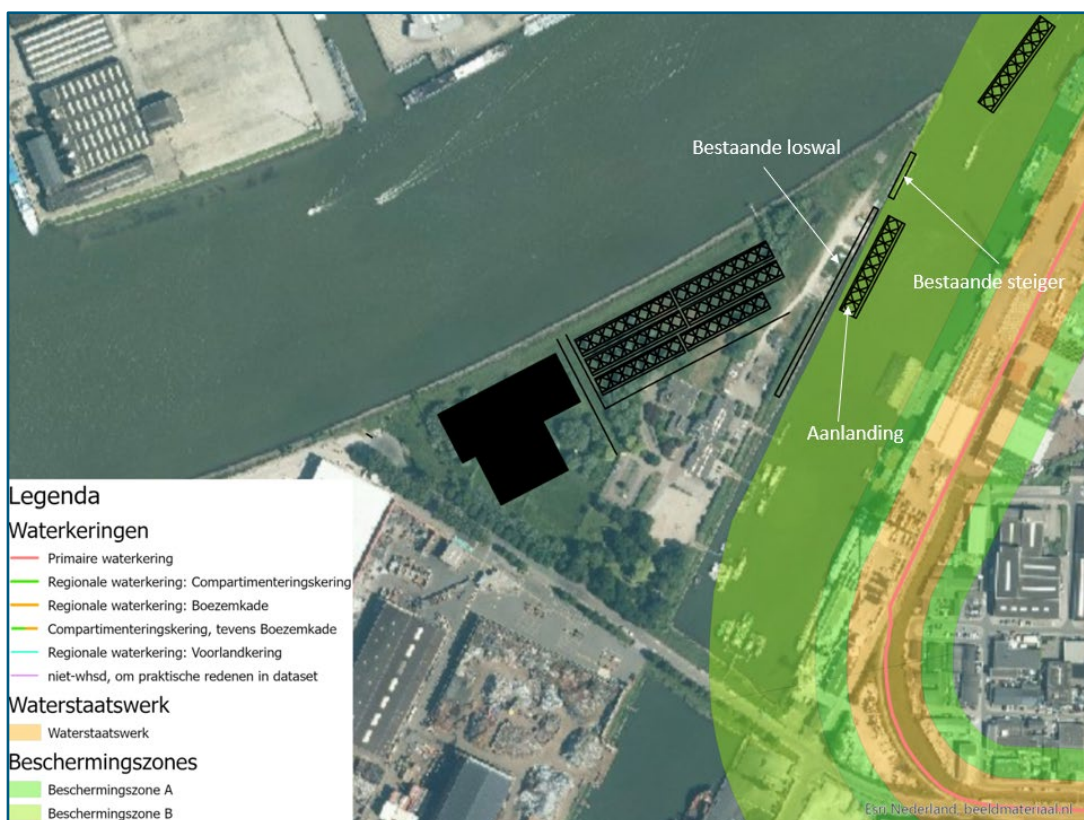 Bestaande loswal
Bestaande steiger
Aanlanding
Legenda
Waterkeringen
Primaire waterkering
Regionale waterkering: Compartimenteringskering
Regionale waterkering: Boezemkade
Compartimenteringskering, tevens Boezemkade
Regionale waterkering: Voorlandkering
niet-whsd, om praktische redenen in dataset
Waterstaatswerk
Waterstaatswerk
Beschermingszones
Beschermingszone A
Beschermingszone B
Esri Nederland, beeldmateriaal.nl